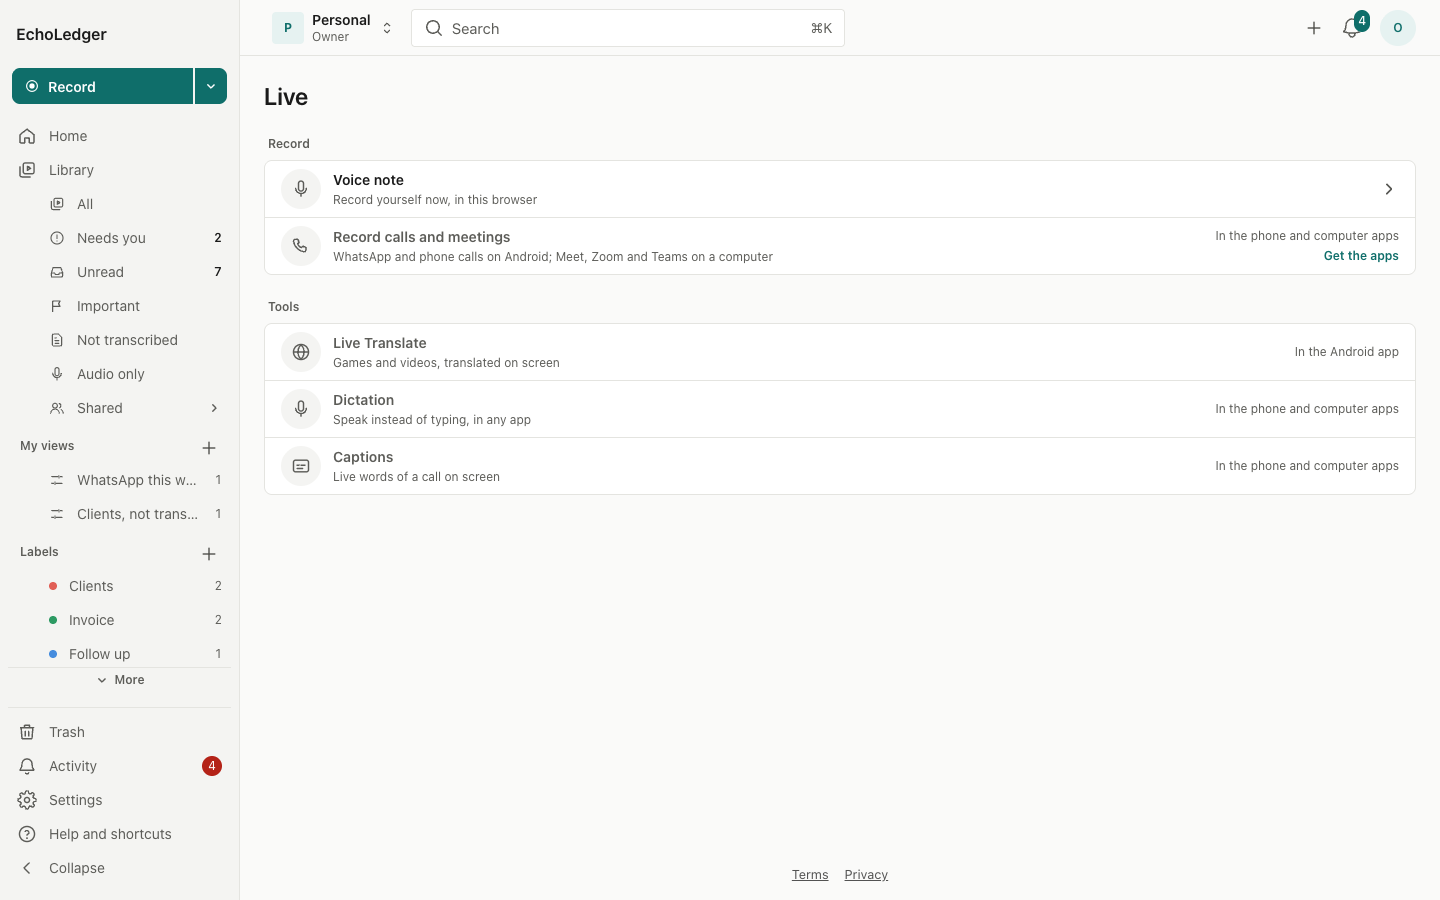 EchoLedger
Record
Home
Library
All
Needs you 2
Unread 7
Important
Not transcribed
Audio only
Shared
My views
WhatsApp this w... 1
Clients, not trans... 1
Labels
Clients 2
Invoice 2
Follow up 1
More
Trash
Activity 4
Settings
Help and shortcuts
Collapse
P
Personal
Owner
Search ⌘K
4
O
Live
Record
Voice note
Record yourself now, in this browser
Record calls and meetings
WhatsApp and phone calls on Android; Meet, Zoom and Teams on a computer
In the phone and computer apps
Get the apps
Tools
Live Translate
Games and videos, translated on screen
In the Android app
Dictation
Speak instead of typing, in any app
In the phone and computer apps
Captions
Live words of a call on screen
In the phone and computer apps
Terms Privacy